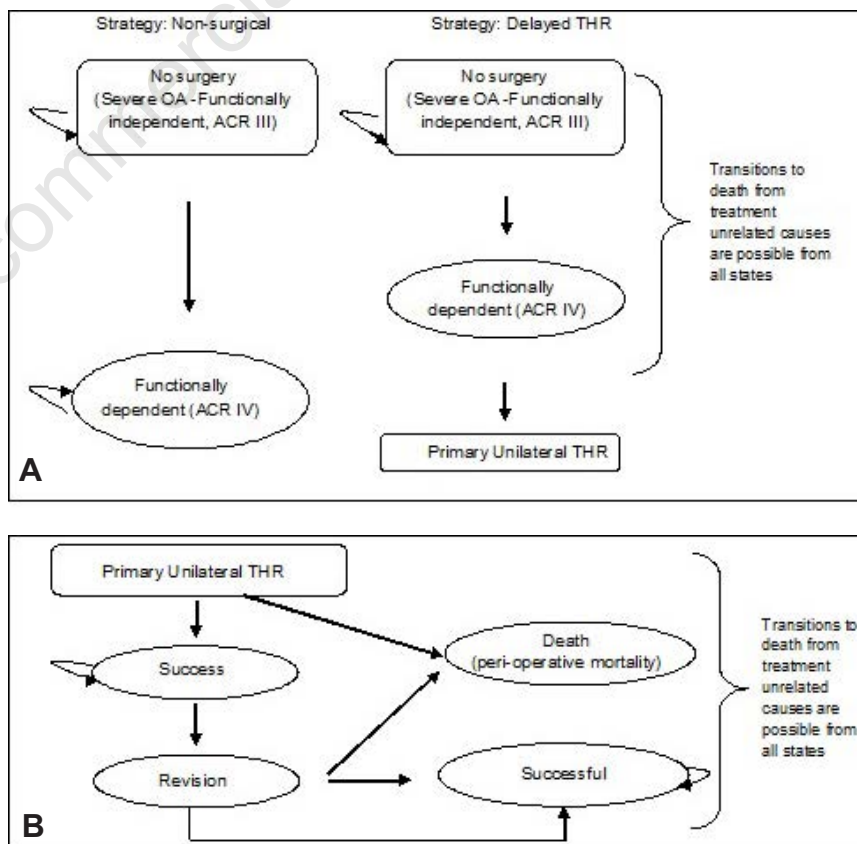 commercial
Strategy: Non-surgical
Strategy: Delayed THR
No surgery
(Severe OA -Functionally
independent, ACR III)
No surgery
(Severe OA -Functionally
independent, ACR III)
Transitions to
death from
treatment
unrelated causes
are possible from
all states
Functionally
dependent (ACR IV)
Functionally
dependent (ACR IV)
Primary Unilateral THR
A
Primary Unilateral THR
Success
Death
(peri-operative mortality)
Transitions to
death from
treatment
unrelated
causes are
possible from
all states
Revision
Successful
B